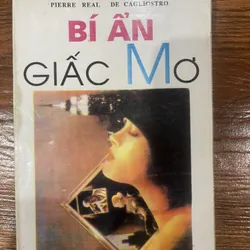 PIERRE REAL DE CAGLIOSTRO
BÍ ẨN
GIẤC MƠ